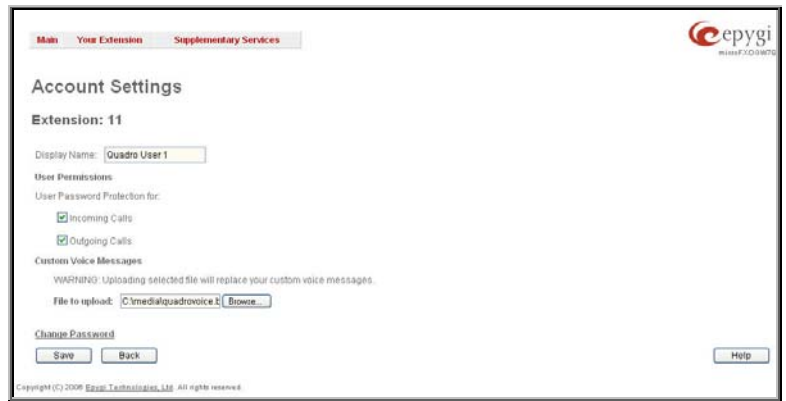 Main Your Extension Supplementary Services
epygi
Account Settings
Extension: 11
Display Name: Quadro User 1
User Permissions
User Password Protection for:
Incoming Calls
Outgoing Calls
Custom Voice Messages
WARNING: Uploading selected file will replace your custom voice messages.
File to upload: C:\media\quadrovoice.b Browse...
Change Password
Save Back Help
Copyright (C) 2006 Epygi Technologies, Ltd. All rights reserved.